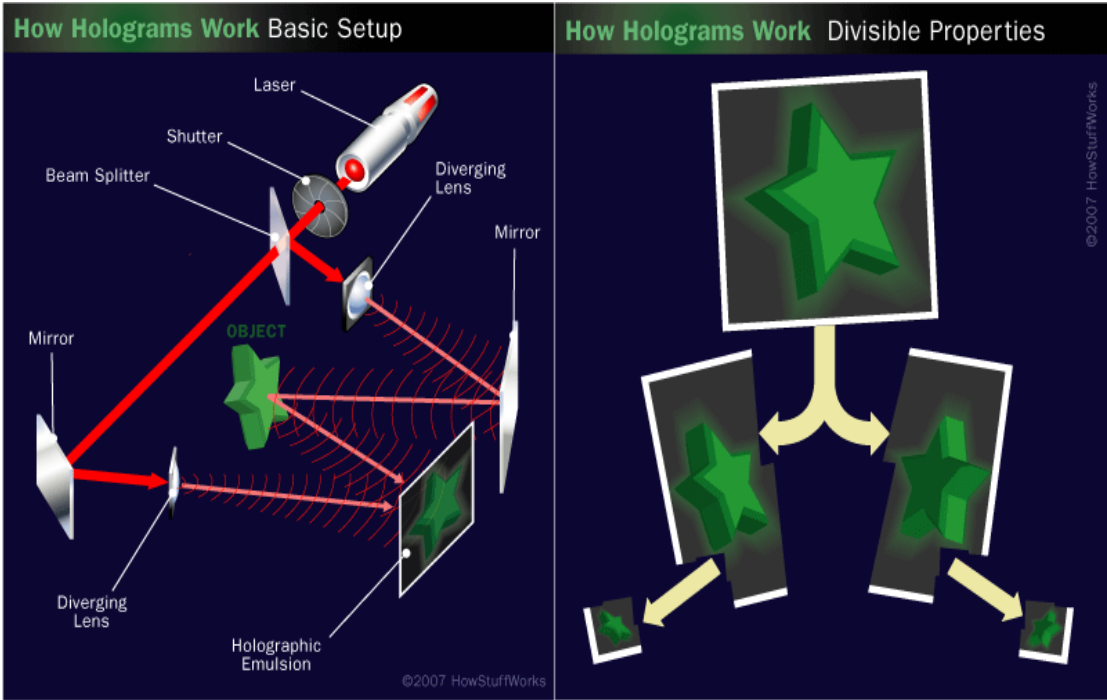 How Holograms Work Basic Setup
Laser
Shutter
Beam Splitter
Diverging
Lens
Mirror
OBJECT
Mirror
Diverging
Lens
Holographic
Emulsion
©2007 HowStuffWorks
How Holograms Work Divisible Properties
©2007 HowStuffWorks